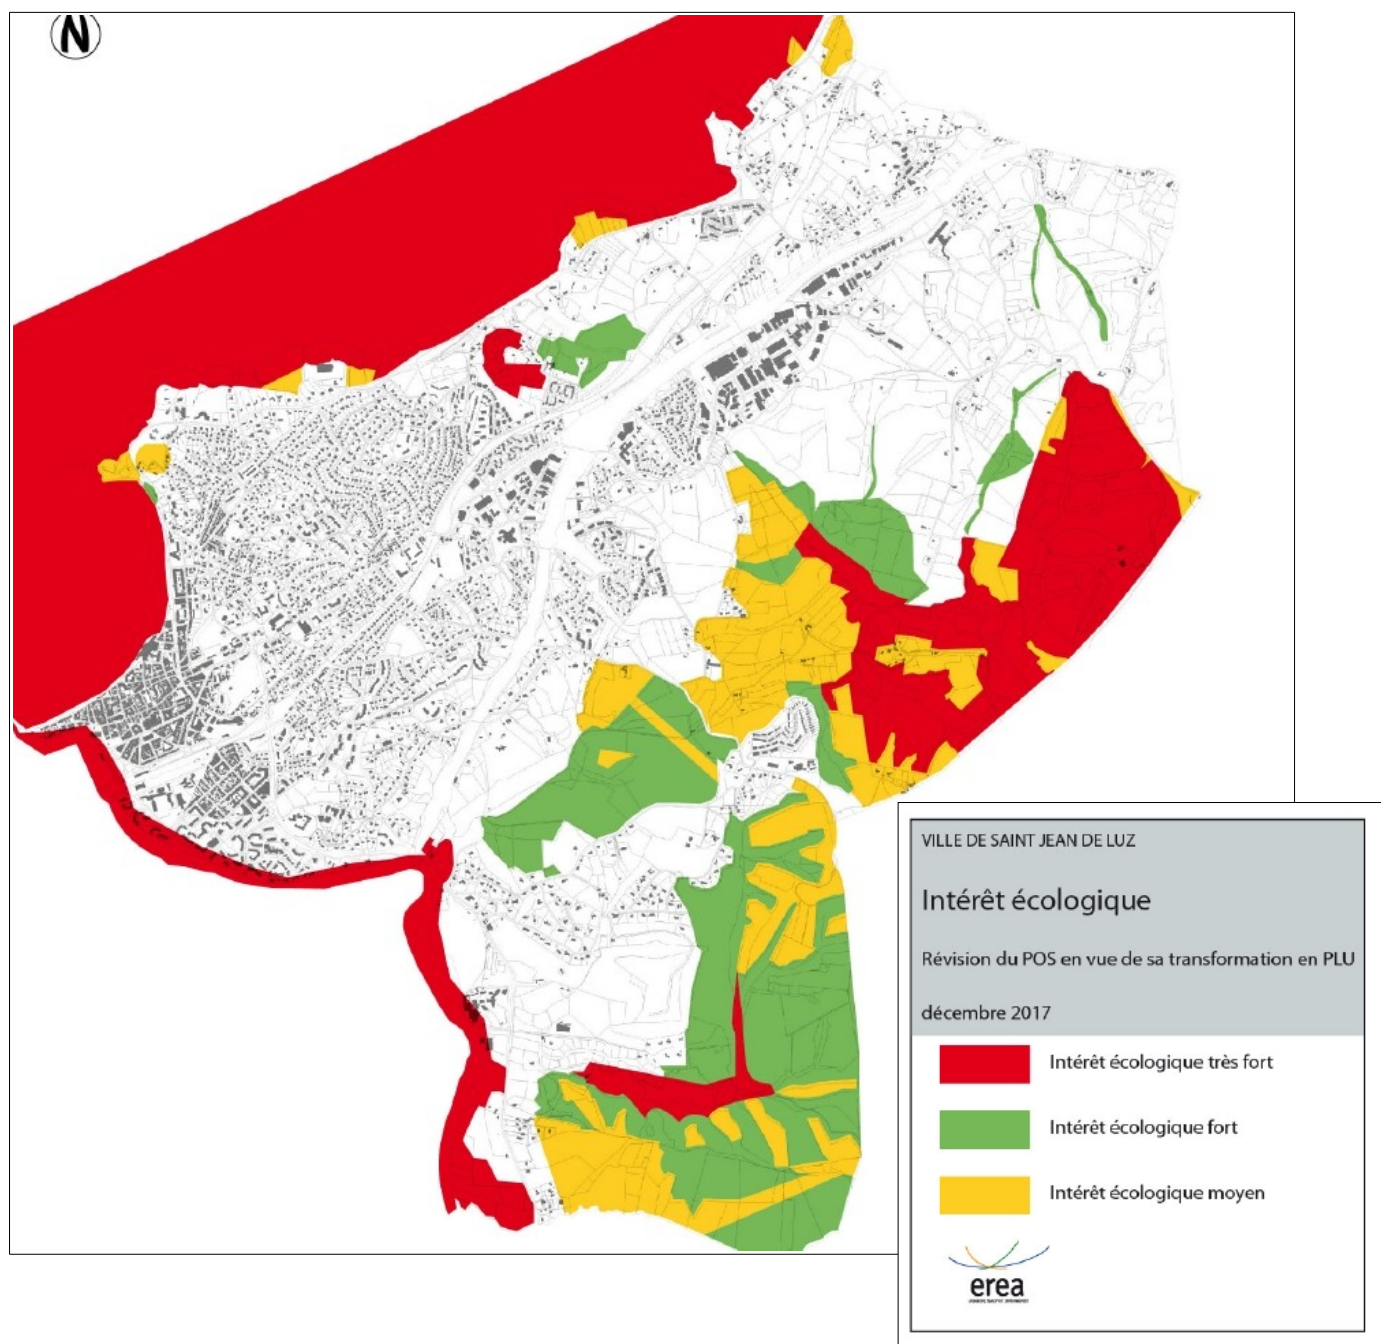 N
VILLE DE SAINT JEAN DE LUZ
Intérêt écologique
Révision du POS en vue de sa transformation en PLU
décembre 2017
Intérêt écologique très fort
Intérêt écologique fort
Intérêt écologique moyen
erea